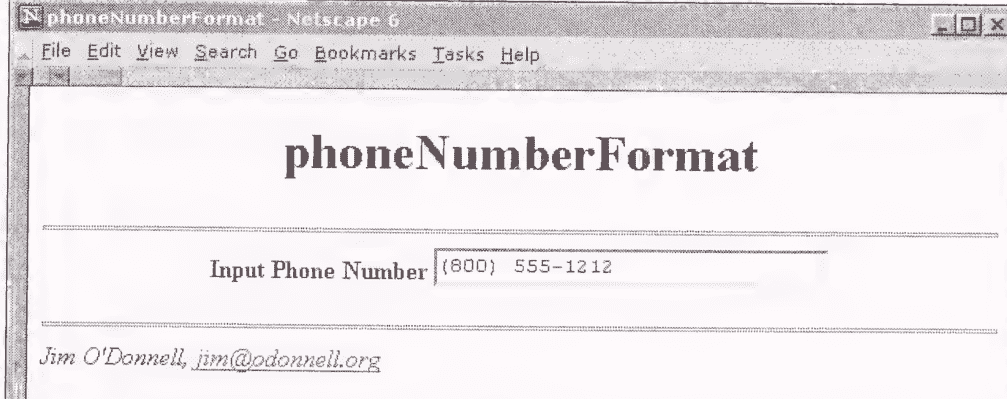 phoneNumberFormat - Netscape 6
File Edit View Search Go Bookmarks Tasks Help
phoneNumberFormat
Input Phone Number (800) 555-1212
Jim O'Donnell, jim@odonnell.org